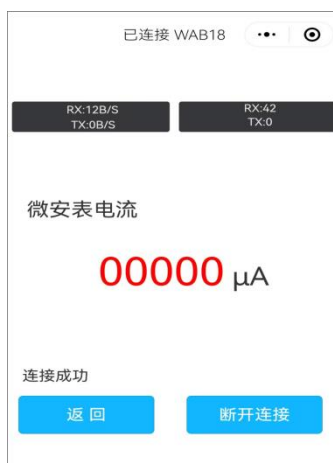 已连接 WAB18
RX:12B/S
TX:0B/S
RX:42
TX:0
微安表电流
00000 μA
连接成功
返 回
断开连接